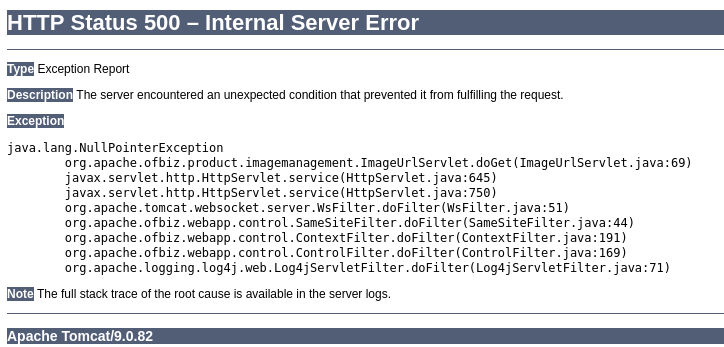 HTTP Status 500 – Internal Server Error
Type Exception Report
Description The server encountered an unexpected condition that prevented it from fulfilling the request.
Exception
java.lang.NullPointerException
org.apache.ofbiz.product.imagemanagement.ImageUrlServlet.doGet(ImageUrlServlet.java:69)
javax.servlet.http.HttpServlet.service(HttpServlet.java:645)
javax.servlet.http.HttpServlet.service(HttpServlet.java:750)
org.apache.tomcat.websocket.server.WsFilter.doFilter(WsFilter.java:51)
org.apache.ofbiz.webapp.control.SameSiteFilter.doFilter(SameSiteFilter.java:44)
org.apache.ofbiz.webapp.control.ContextFilter.doFilter(ContextFilter.java:191)
org.apache.ofbiz.webapp.control.ControlFilter.doFilter(ControlFilter.java:169)
org.apache.logging.log4j.web.Log4jServletFilter.doFilter(Log4jServletFilter.java:71)
Note The full stack trace of the root cause is available in the server logs.
Apache Tomcat/9.0.82